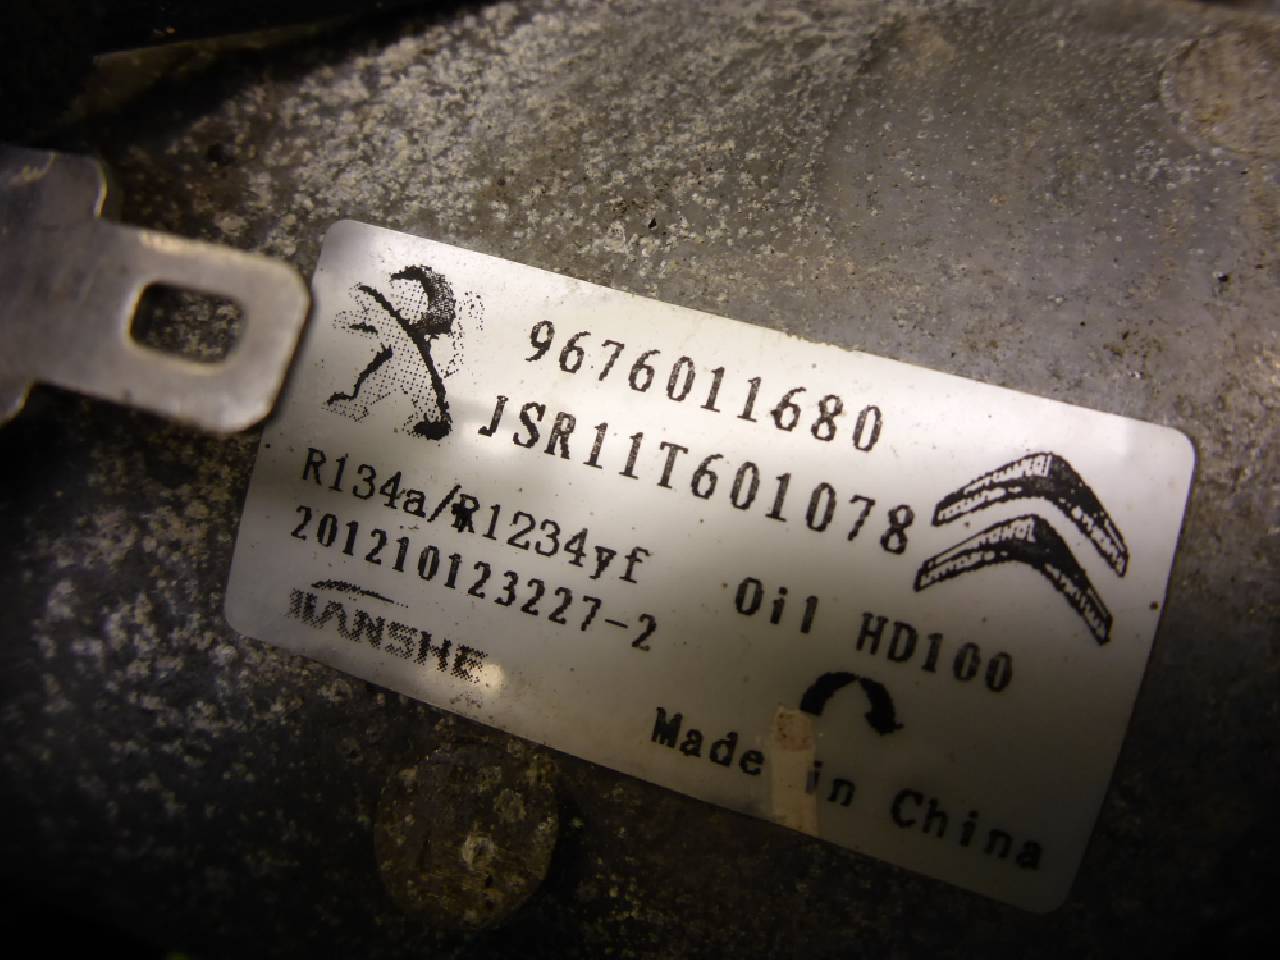 9676011680
JSR11T601078
R134a/R1234yf
201210123227-2
Oil HD100
Made in China